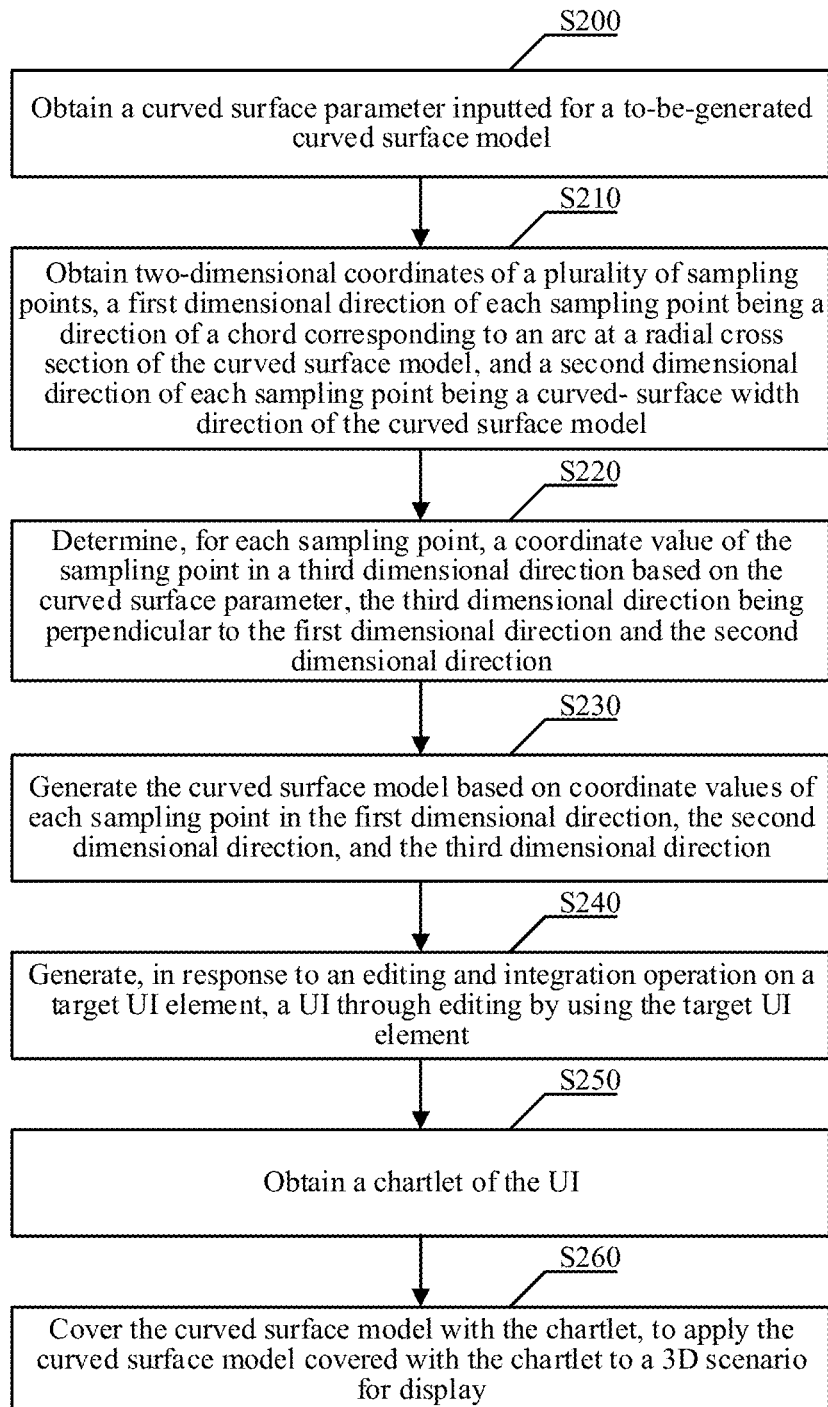 S200
Obtain a curved surface parameter inputted for a to-be-generated
curved surface model
S210
Obtain two-dimensional coordinates of a plurality of sampling
points, a first dimensional direction of each sampling point being a
direction of a chord corresponding to an arc at a radial cross
section of the curved surface model, and a second dimensional
direction of each sampling point being a curved- surface width
direction of the curved surface model
S220
Determine, for each sampling point, a coordinate value of the
sampling point in a third dimensional direction based on the
curved surface parameter, the third dimensional direction being
perpendicular to the first dimensional direction and the second
dimensional direction
S230
Generate the curved surface model based on coordinate values of
each sampling point in the first dimensional direction, the second
dimensional direction, and the third dimensional direction
S240
Generate, in response to an editing and integration operation on a
target UI element, a UI through editing by using the target UI
element
S250
Obtain a chartlet of the UI
S260
Cover the curved surface model with the chartlet, to apply the
curved surface model covered with the chartlet to a 3D scenario
for display